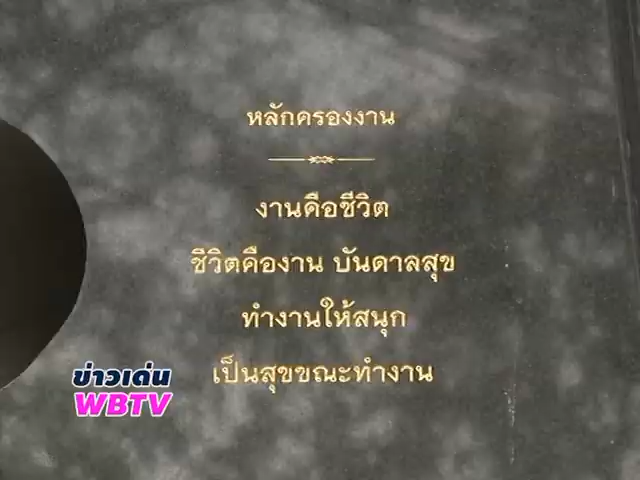 หลักครองงาน
งานคือชีวิต
ชีวิตคืองาน บันดาลสุข
ทำงานให้สนุก
เป็นสุขขณะทำงาน
ข่าวเด่น
WBTV